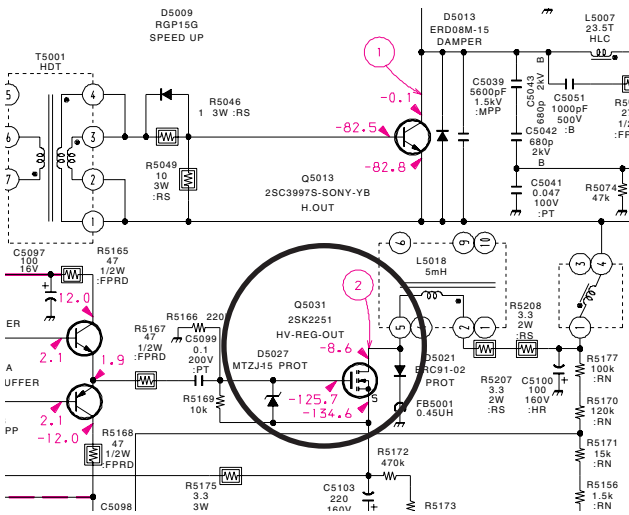 D5009
RGP15G
SPEED UP
D5013
ERD08M-15
DAMPER
L5007
23.5T
HLC
T5001
HDT
1
-0.1
C5039
5600pF
1.5kV
:MPP
C5043
680p 2kV
B
C5051
1000pF
500V
:B
5
4
R5046
1 3W :RS
-82.5
6
3
C5042
680p
2kV
B
R5049
10
3W
:RS
-82.8
7
2
Q5013
2SC3997S-SONY-YB
H.OUT
C5041
0.047
100V
:PT
R5074
47k
1
C5097
100
16V
R5165
47
1/2W
:FPRD
6
9
10
L5018
5mH
3
4
Q5031
2SK2251
HV-REG-OUT
2
12.0
R5166 220
R5167
47
1/2W
:FPRD
C5099
0.1
200V
:PT
5
2
1
R5208
3.3
2W
:RS
1
ER
2.1
1.9
D5027
MTZJ-15 PROT
-8.6
D5021
ERC91-02
PROT
R5177
100k
:RN
UFFER
2.1
R5169
10k
-125.7
-134.6
S
FB5001
0.45UH
R5207
3.3
2W
:RS
C5100
100
160V
:HR
R5170
120k
:RN
PP
-12.0
R5168
47
1/2W
:FPRD
R5171
15k
:RN
R5172
470k
R5175
3.3
3W
C5103
220
160V
R5173
R5156
1.5k
:RN
C5098